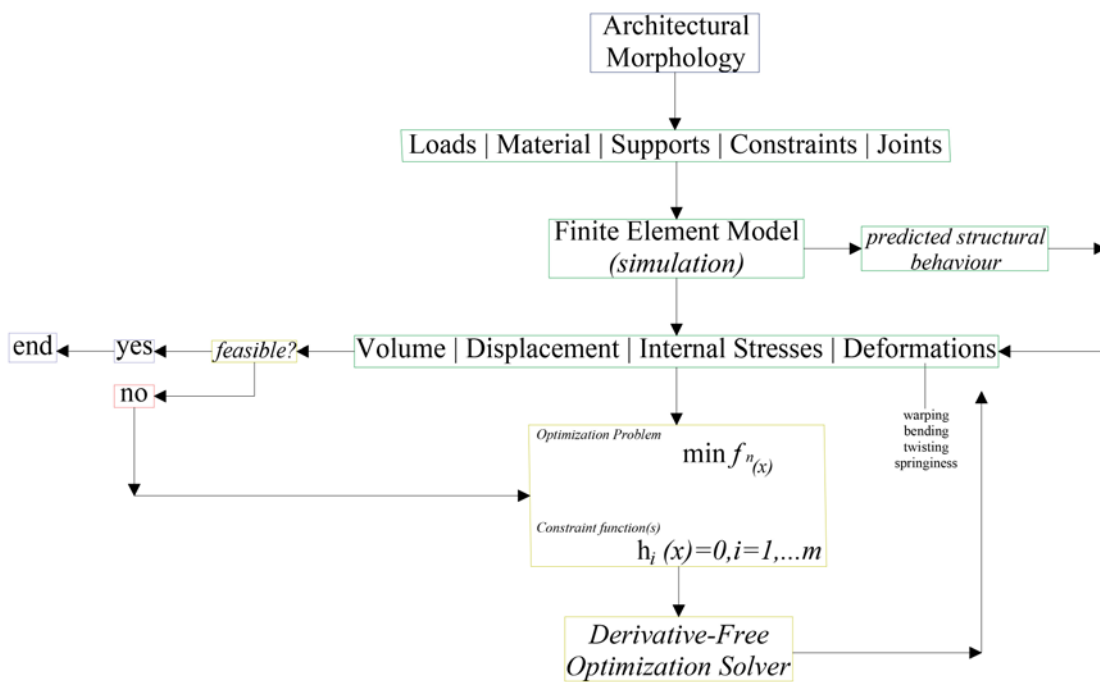 Architectural
Morphology
Loads | Material | Supports | Constraints | Joints
Finite Element Model
(simulation)
predicted structural
behaviour
end
yes
feasible?
Volume | Displacement | Internal Stresses | Deformations
no
warping
bending
twisting
springiness
Optimization Problem
min f n(x)
Constraint function(s)
hi (x)=0,i=1,...m
Derivative-Free
Optimization Solver